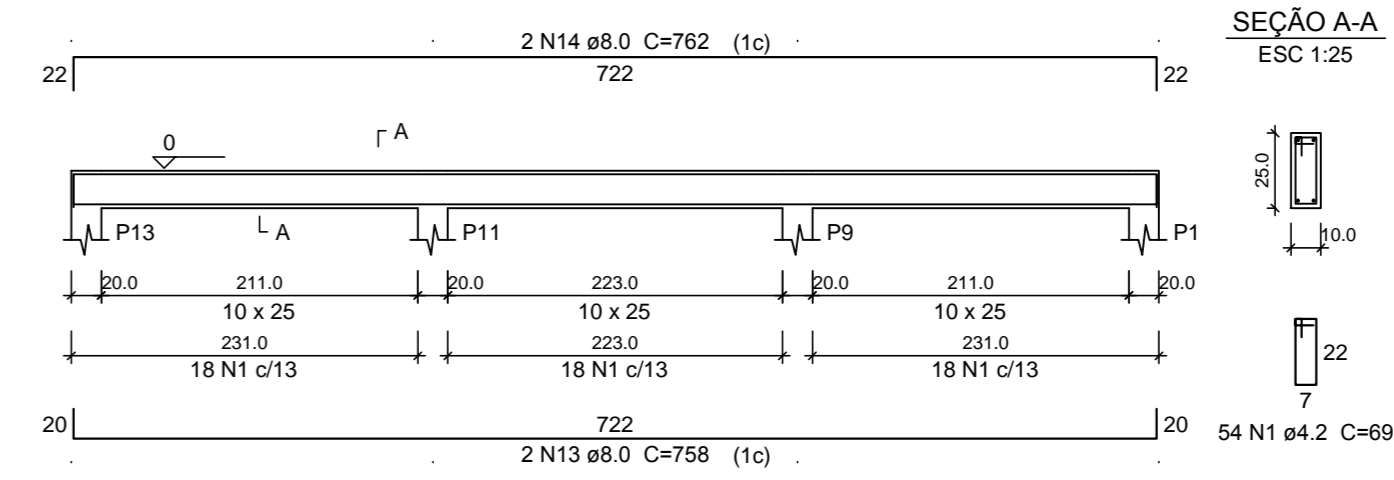 SEÇÃO A-A
ESC 1:25
2 N14 ø8.0 C=762 (1c)
22 722 22
0
A
A
P13 P11 P9 P1
25.0
10.0
20.0 211.0 20.0 223.0 20.0 211.0 20.0
10 x 25 10 x 25 10 x 25
231.0 223.0 231.0
18 N1 c/13 18 N1 c/13 18 N1 c/13
22
7
54 N1 ø4.2 C=69
20 722 20
2 N13 ø8.0 C=758 (1c)